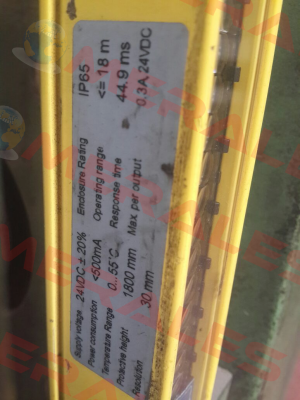 Supply voltage 24VDC ± 20% Enclosure Rating IP65
Power consumption <500mA Operating range <= 18 m
Temperature Range 0...55°C Response time 44.9 ms
Protective height 1800 mm Max. per output 0.3A 24VDC
Resolution 30 mm